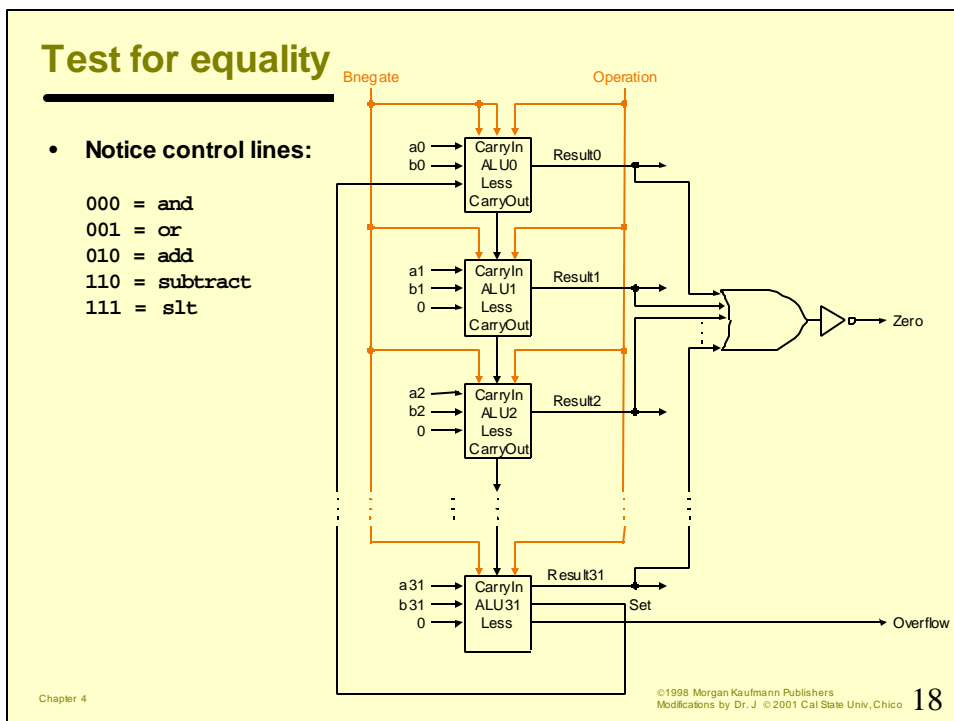 Test for equality
Bnegate
Operation
• Notice control lines:
000 = and
001 = or
010 = add
110 = subtract
111 = slt
a0
b0
CarryIn
ALU0
Less
CarryOut
Result0
a1
b1
0
CarryIn
ALU1
Less
CarryOut
Result1
Zero
a2
b2
0
CarryIn
ALU2
Less
CarryOut
Result2
a31
b31
0
CarryIn
ALU31
Less
Result31
Set
Overflow
Chapter 4
©1998 Morgan Kaufmann Publishers
Modifications by Dr. J © 2001 Cal State Univ, Chico
18